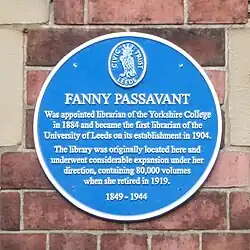 CIVIC TRUST
LEEDS
FANNY PASSAVANT
Was appointed librarian of the Yorkshire College
in 1884 and became the first librarian of the
University of Leeds on its establishment in 1904.
The library was originally located here and
underwent considerable expansion under her
direction, containing 80,000 volumes
when she retired in 1919.
1849 - 1944